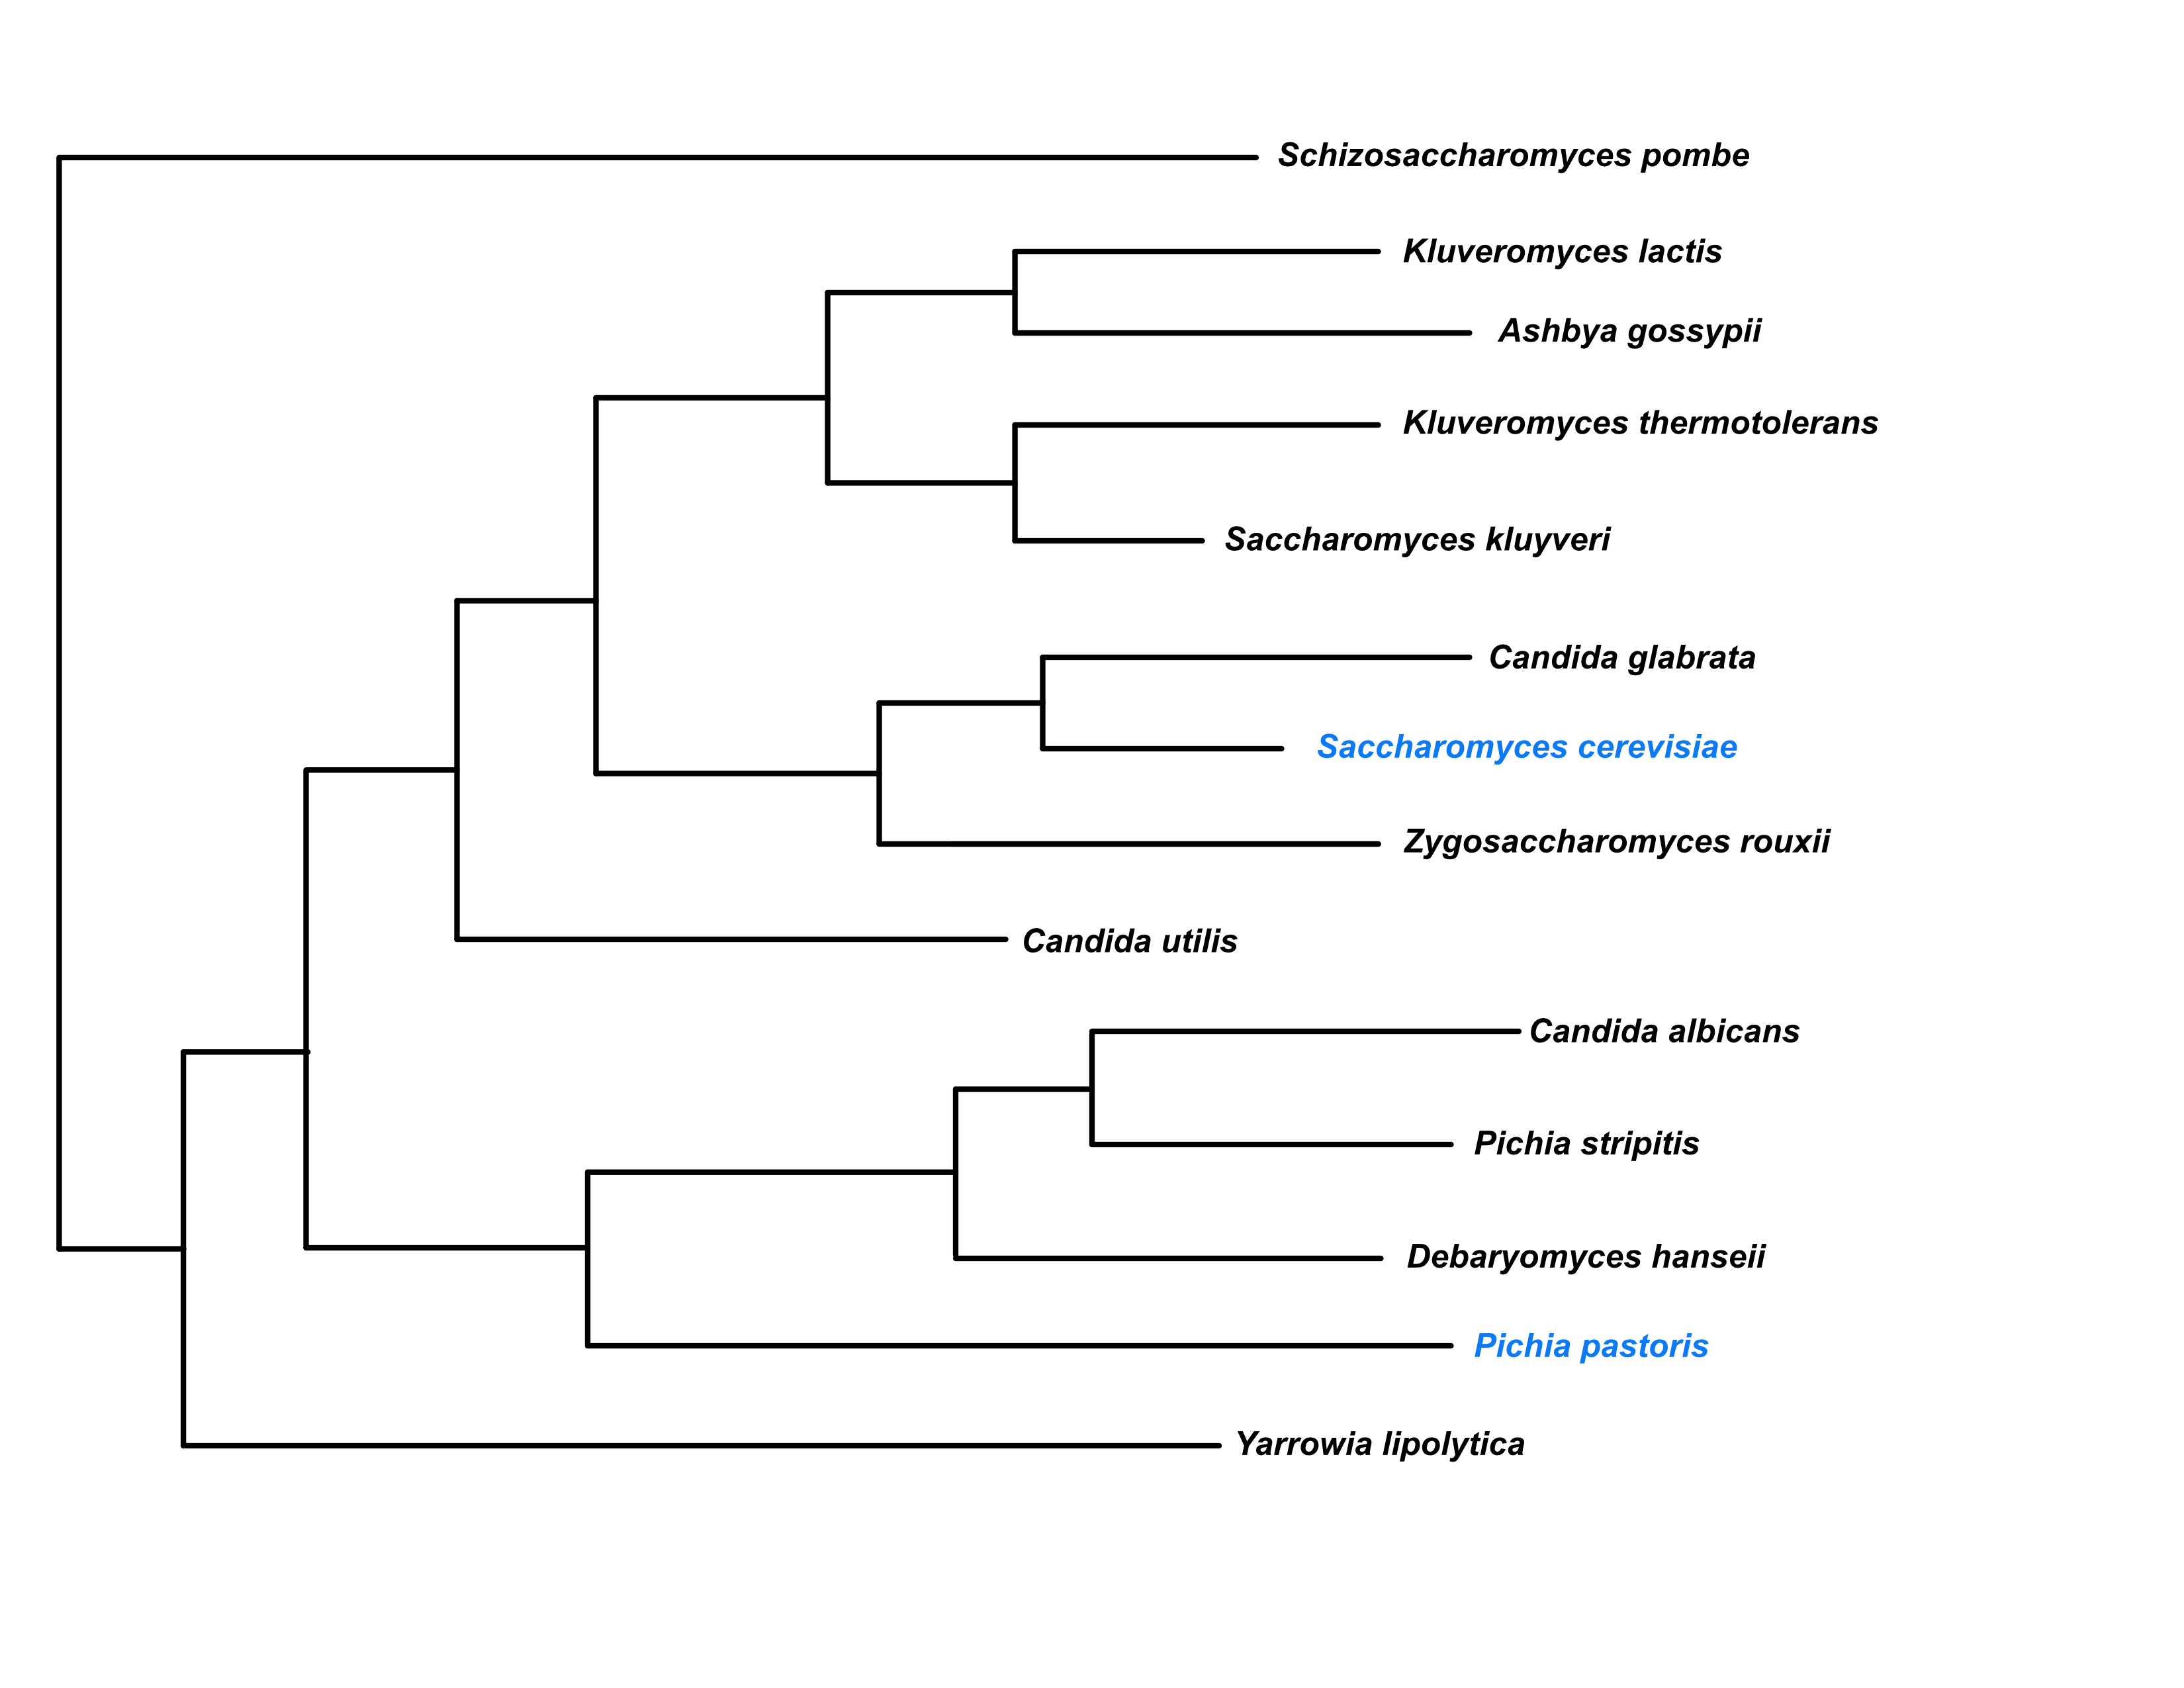 Schizosaccharomyces pombe
Kluveromyces lactis
Ashbya gossypii
Kluveromyces thermotolerans
Saccharomyces kluyveri
Candida glabrata
Saccharomyces cerevisiae
Zygosaccharomyces rouxii
Candida utilis
Candida albicans
Pichia stripitis
Debaryomyces hanseii
Pichia pastoris
Yarrowia lipolytica